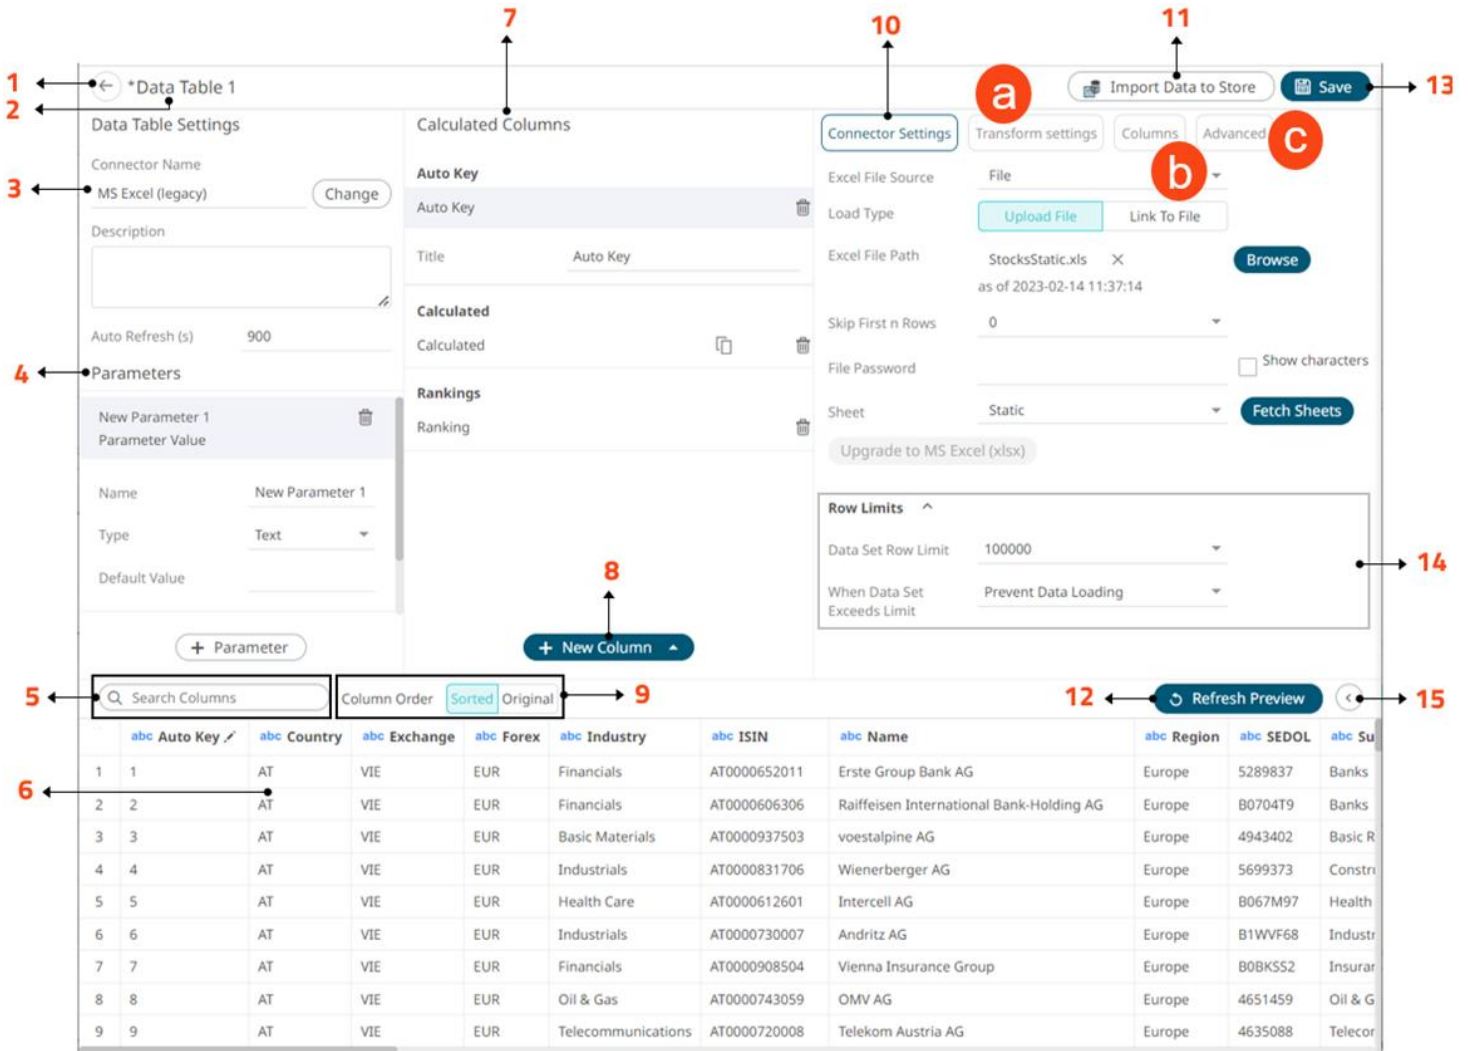 7
10
11
1
*Data Table 1
2
a
Import Data to Store
Save
13
Data Table Settings
Calculated Columns
Connector Settings
Transform settings
Columns
Advanced
c
Connector Name
3
MS Excel (legacy)
Change
Auto Key
Auto Key
Excel File Source
File
b
Load Type
Upload File
Link To File
Description
Title
Auto Key
Excel File Path
StocksStatic.xls
Browse
as of 2023-02-14 11:37:14
Auto Refresh (s)
900
Calculated
Calculated
Skip First n Rows
0
4
Parameters
File Password
Show characters
New Parameter 1
Parameter Value
Rankings
Ranking
Sheet
Static
Fetch Sheets
Upgrade to MS Excel (xlsx)
Name
New Parameter 1
Type
Text
Default Value
Row Limits
Data Set Row Limit
100000
14
When Data Set
Exceeds Limit
Prevent Data Loading
8
+ Parameter
+ New Column
5
Search Columns
Column Order
Sorted
Original
9
12
Refresh Preview
15
abc Auto Key abc Country abc Exchange abc Forex abc Industry abc ISIN abc Name abc Region abc SEDOL abc Su
6
1 1 AT VIE EUR Financials AT0000652011 Erste Group Bank AG Europe 5289837 Banks
2 2 AT VIE EUR Financials AT0000606306 Raiffeisen International Bank-Holding AG Europe B0704T9 Banks
3 3 AT VIE EUR Basic Materials AT0000937503 voestalpine AG Europe 4943402 Basic R
4 4 AT VIE EUR Industrials AT0000831706 Wienerberger AG Europe 5699373 Constru
5 5 AT VIE EUR Health Care AT0000612601 Intercell AG Europe B067M97 Health
6 6 AT VIE EUR Industrials AT0000730007 Andritz AG Europe B1WVF68 Industr
7 7 AT VIE EUR Financials AT0000908504 Vienna Insurance Group Europe B0BKSS2 Insurar
8 8 AT VIE EUR Oil & Gas AT0000743059 OMV AG Europe 4651459 Oil & G
9 9 AT VIE EUR Telecommunications AT0000720008 Telekom Austria AG Europe 4635088 Telecor